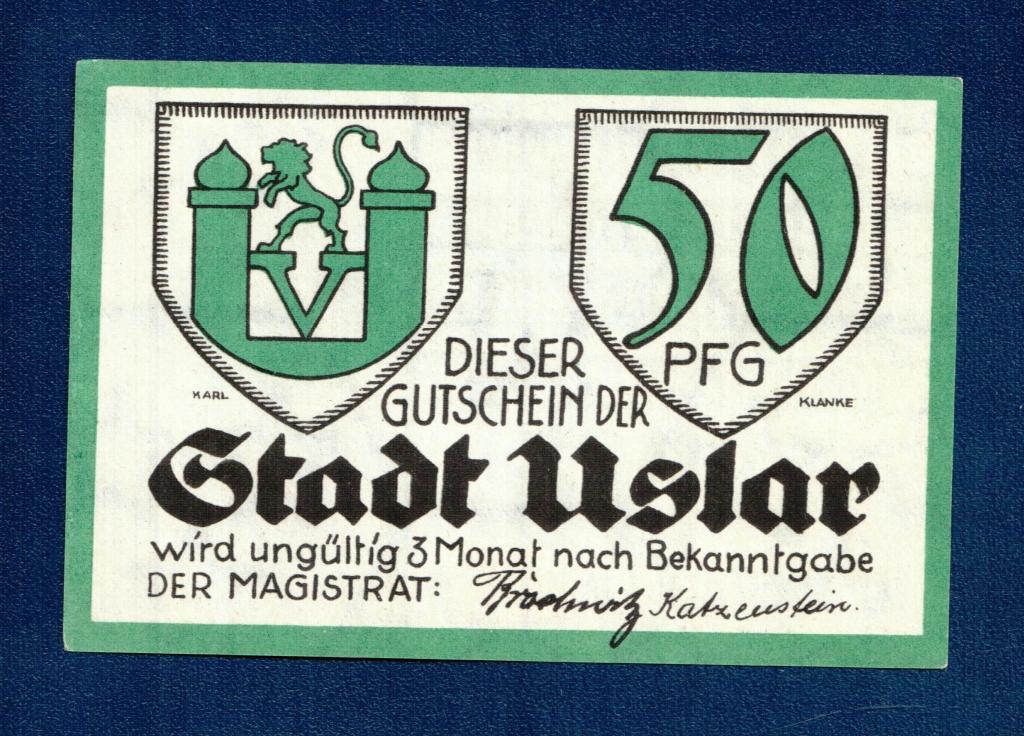 V
50
PFG
DIESER
GUTSCHEIN DER
KARL
KLANKE
Stadt Uslar
wird ungültig 3 Monat nach Bekanntgabe
DER MAGISTRAT: Katzenstein.